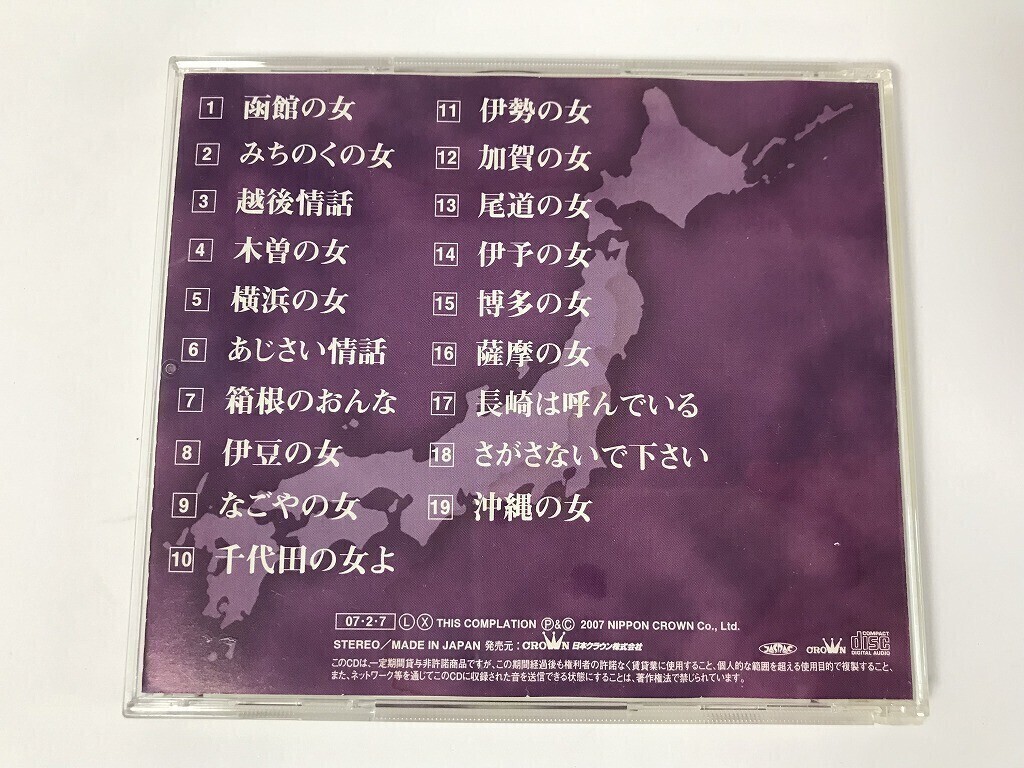 1 函館の女
2 みちのくの女
3 越後情話
4 木曽の女
5 横浜の女
6 あじさい情話
7 箱根のおんな
8 伊豆の女
9 なごやの女
10 千代田の女よ
11 伊勢の女
12 加賀の女
13 尾道の女
14 伊予の女
15 博多の女
16 薩摩の女
17 長崎は呼んでいる
18 さがさないで下さい
19 沖縄の女
07・2・7 Ⓛ Ⓧ THIS COMPLATION Ⓟ&Ⓒ 2007 NIPPON CROWN Co., Ltd.
STEREO/MADE IN JAPAN 発売元：CROWN 日本クラウン株式会社
このCDは、一定期間貸与非許諾商品ですが、この期間経過後も権利者の許諾なく賃貸業に使用すること、個人的な範囲を超える使用目的で複製すること、
また、ネットワーク等を通じてこのCDに収録された音を送信できる状態にすることは、著作権法で禁じられています。
JASRAC
CROWN
COMPACT
disc
DIGITAL AUDIO